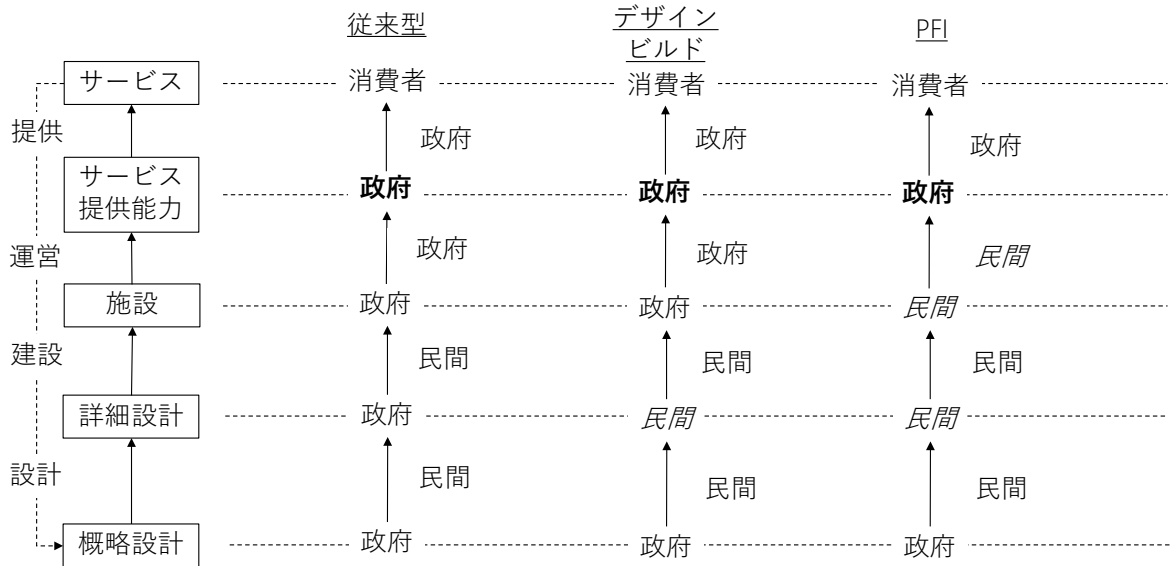 従来型
デザイン
ビルド
PFI
サービス
消費者
消費者
消費者
提供
政府
政府
政府
サービス
提供能力
政府
政府
政府
運営
政府
政府
民間
施設
政府
政府
民間
建設
民間
民間
民間
詳細設計
政府
民間
民間
設計
民間
民間
民間
概略設計
政府
政府
政府